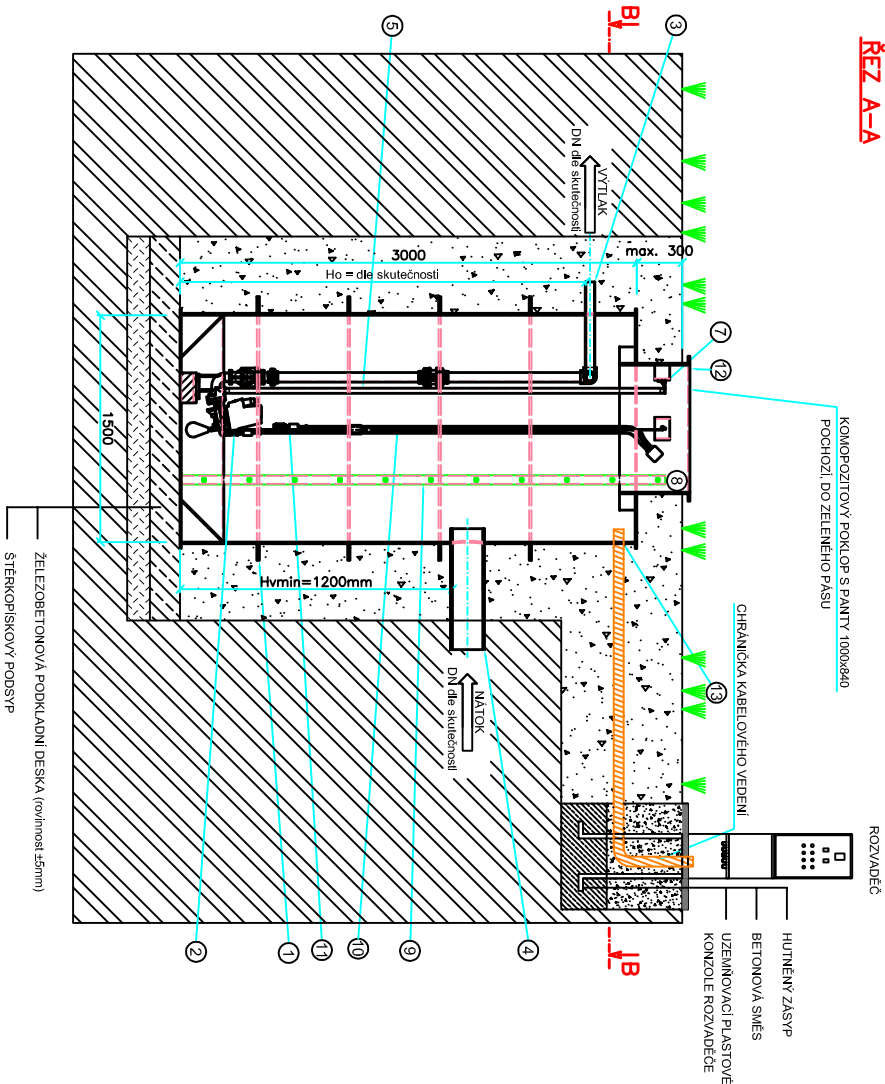 ŘEZ A–A
B
3
5
VÝTLAK
DN dle skutečnosti
3000
Ho = dle skutečnosti
max. 300
7
12
KOMOPOZITOVÝ POKLOP S PANTY 1000x840
POCHOZÍ, DO ZELENÉHO PÁSU
1500
8
Hvmin=1200mm
NÁTOK
DN dle skutečnosti
13
CHRÁNIČKA KABELOVÉHO VEDENÍ
ROZVADĚČ
HUTNĚNÝ ZÁSYP
BETONOVÁ SMĚS
UZEMŇOVACÍ PLASTOVÉ
KONZOLE ROZVADĚČE
B
ŽELEZOBETONOVÁ PODKLADNÍ DESKA (rovinnost ±5mm)
ŠTĚRKOPÍSKOVÝ PODSYP
2
1
11
10
9
4